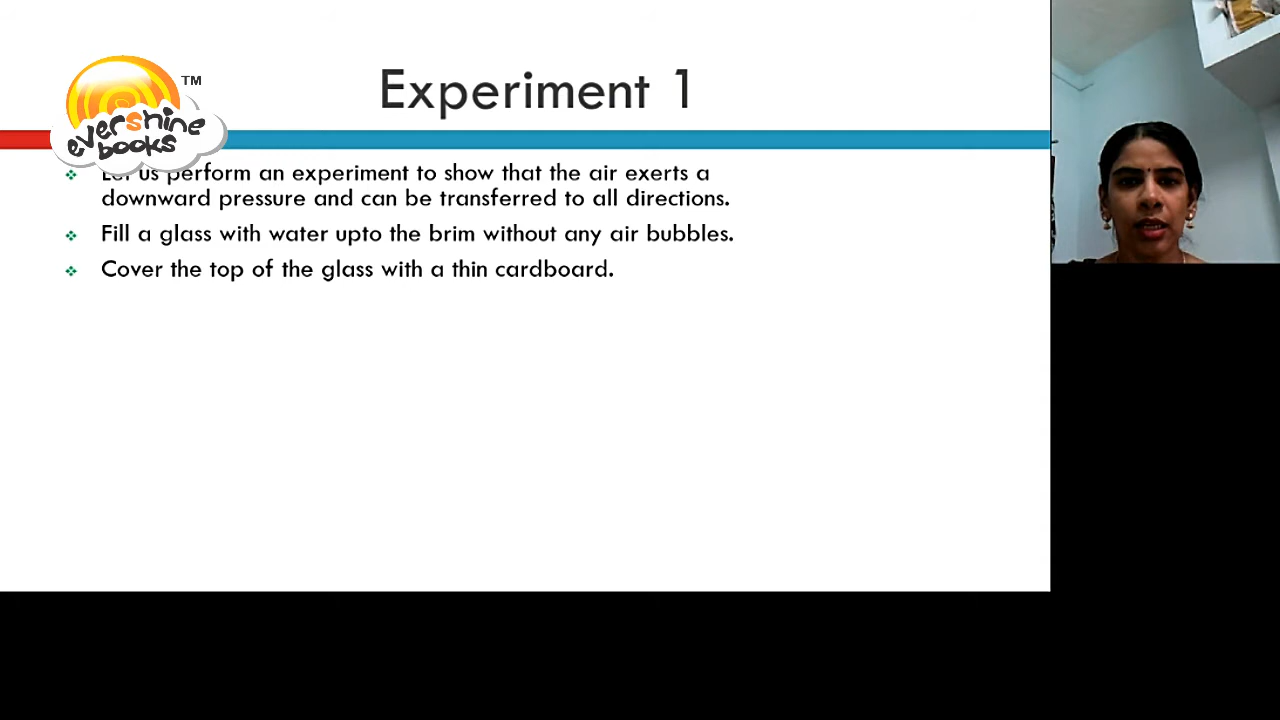 Experiment 1
TM
evershine
books
Let us perform an experiment to show that the air exerts a
downward pressure and can be transferred to all directions.
Fill a glass with water upto the brim without any air bubbles.
Cover the top of the glass with a thin cardboard.